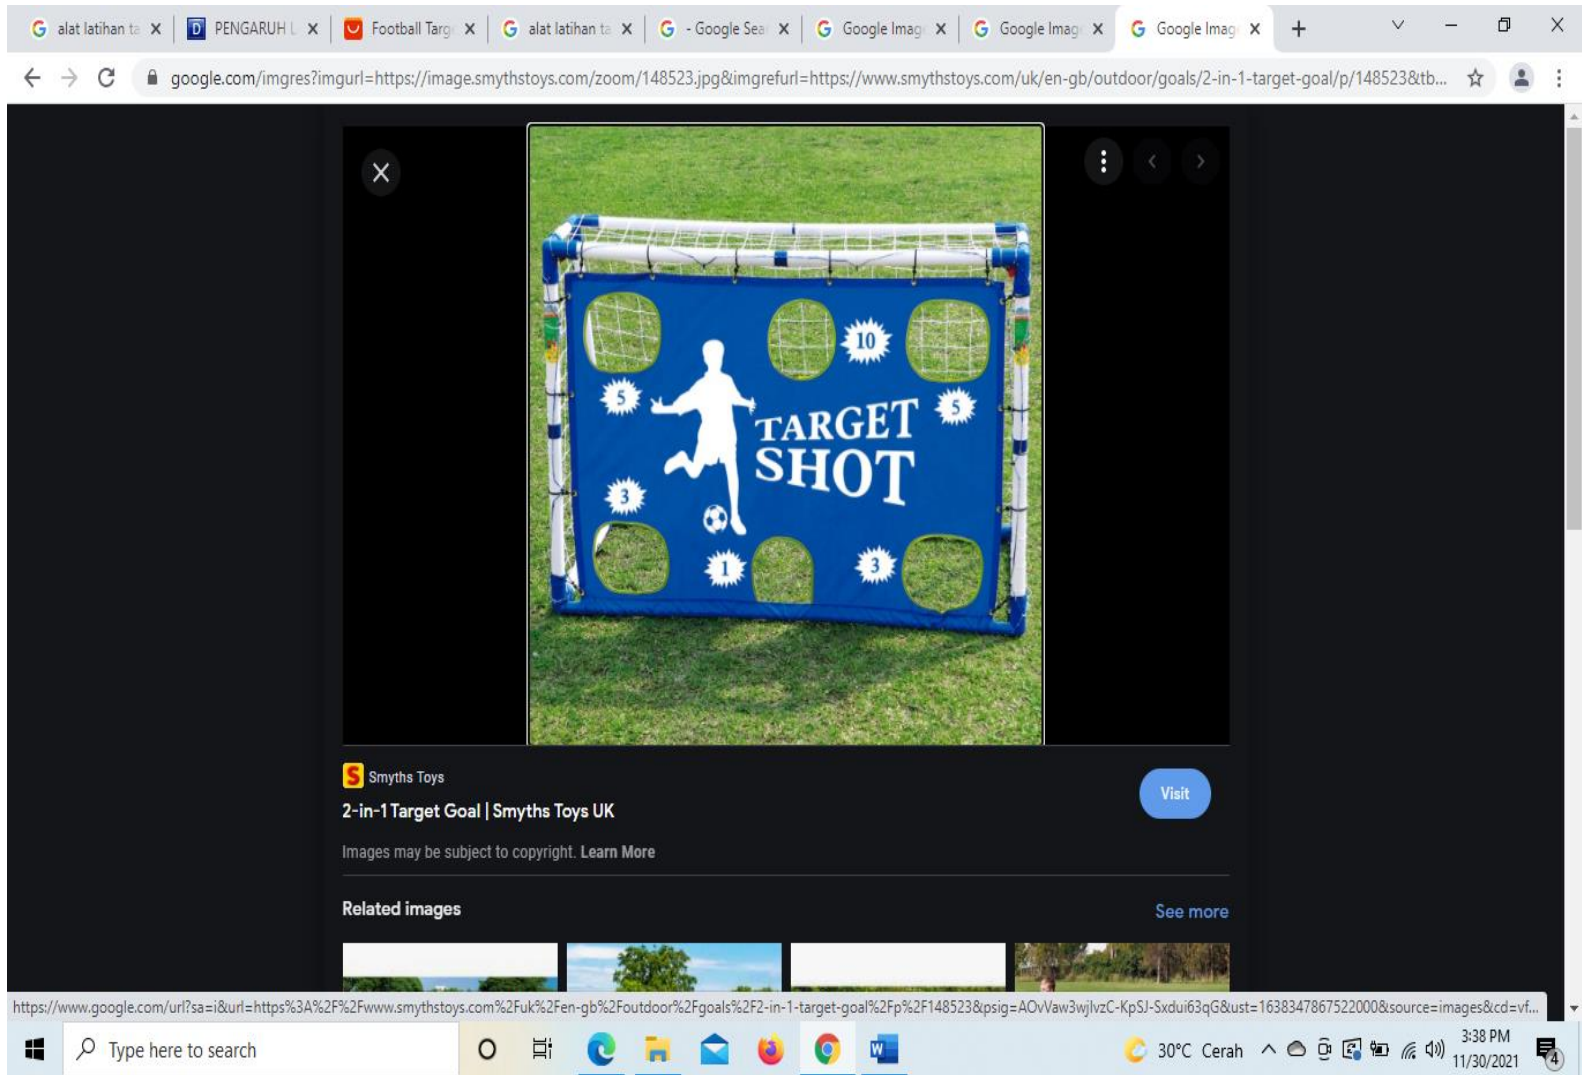 alat latihan ta
PENGARUH L
Football Targ
alat latihan ta
- Google Sea
Google Imag
Google Imag
Google Imag
google.com/imgres?imgurl=https://image.smythstoys.com/zoom/148523.jpg&imgrefurl=https://www.smythstoys.com/uk/en-gb/outdoor/goals/2-in-1-target-goal/p/148523&tb...
10
5
5
TARGET
SHOT
3
1
3
Smyths Toys
2-in-1 Target Goal | Smyths Toys UK
Visit
Images may be subject to copyright. Learn More
Related images
See more
https://www.google.com/url?sa=i&url=https%3A%2F%2Fwww.smythstoys.com%2Fuk%2Fen-gb%2Foutdoor%2Fgoals%2F2-in-1-target-goal%2Fp%2F148523&psig=AOvVaw3wjlvzC-KpSJ-Sxdui63qG&ust=1638347867522000&source=images&cd=vf...
Type here to search
30°C Cerah
3:38 PM
11/30/2021
4